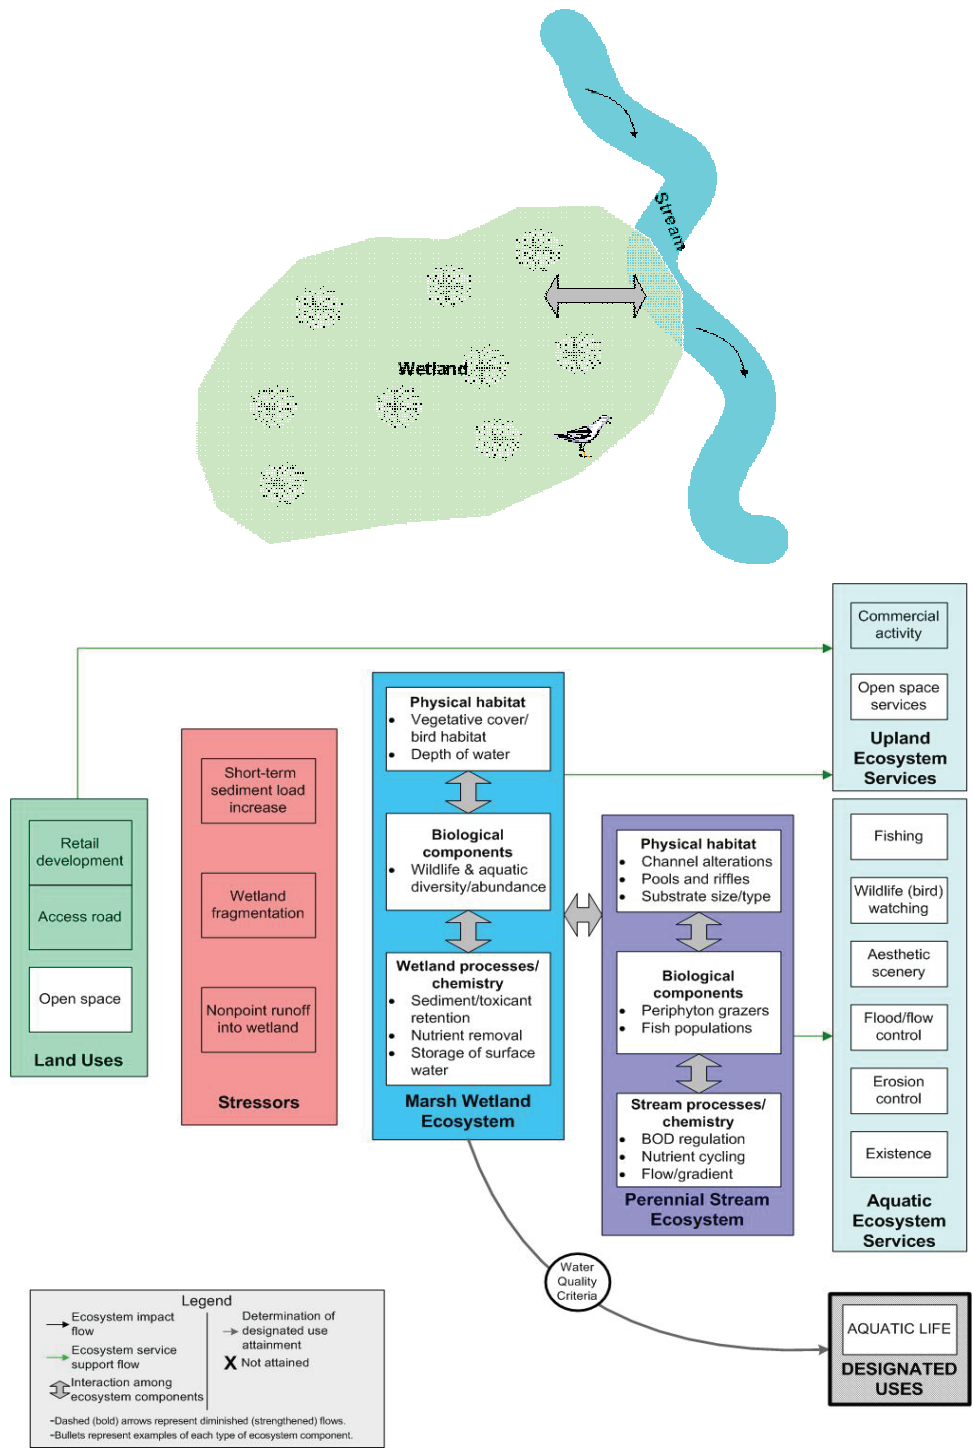 Stream
Wetland
Commercial
activity
Open space
services
Upland
Ecosystem
Services
Physical habitat
• Vegetative cover/
bird habitat
• Depth of water
Biological
components
• Wildlife & aquatic
diversity/abundance
Wetland processes/
chemistry
• Sediment/toxicant
retention
• Nutrient removal
• Storage of surface
water
Marsh Wetland
Ecosystem
Short-term
sediment load
increase
Wetland
fragmentation
Nonpoint runoff
into wetland
Stressors
Retail
development
Access road
Open space
Land Uses
Physical habitat
• Channel alterations
• Pools and riffles
• Substrate size/type
Biological
components
• Periphyton grazers
• Fish populations
Stream processes/
chemistry
• BOD regulation
• Nutrient cycling
• Flow/gradient
Perennial Stream
Ecosystem
Fishing
Wildlife (bird)
watching
Aesthetic
scenery
Flood/flow
control
Erosion
control
Existence
Aquatic
Ecosystem
Services
Water
Quality
Criteria
AQUATIC LIFE
DESIGNATED
USES
Legend
Ecosystem impact
flow
Ecosystem service
support flow
Interaction among
ecosystem components
Determination of
designated use
attainment
X Not attained
-Dashed (bold) arrows represent diminished (strengthened) flows.
-Bullets represent examples of each type of ecosystem component.